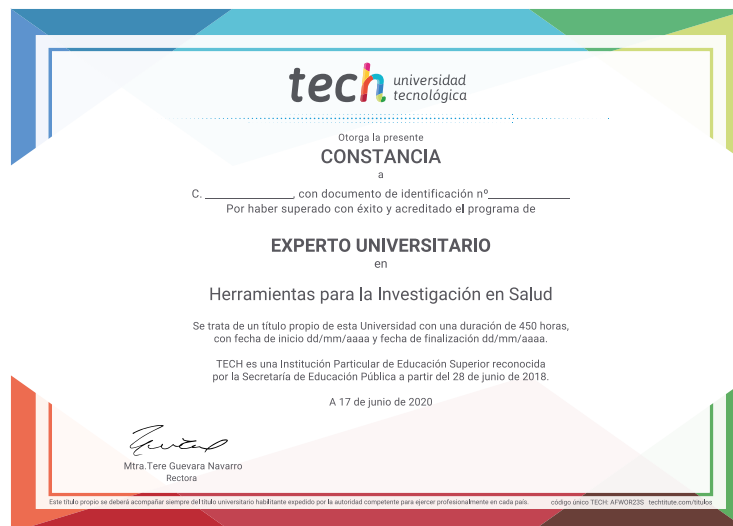 tech universidad
tecnológica
Otorga la presente
CONSTANCIA
a
C. ______________, con documento de identificación nº_____________
Por haber superado con éxito y acreditado el programa de
EXPERTO UNIVERSITARIO
en
Herramientas para la Investigación en Salud
Se trata de un título propio de esta Universidad con una duración de 450 horas,
con fecha de inicio dd/mm/aaaa y fecha de finalización dd/mm/aaaa.
TECH es una Institución Particular de Educación Superior reconocida
por la Secretaría de Educación Pública a partir del 28 de junio de 2018.
A 17 de junio de 2020
Mtra.Tere Guevara Navarro
Rectora
Este título propio se deberá acompañar siempre del título universitario habilitante expedido por la autoridad competente para ejercer profesionalmente en cada país. código único TECH: AFWOR23S techtitute.com/titulos